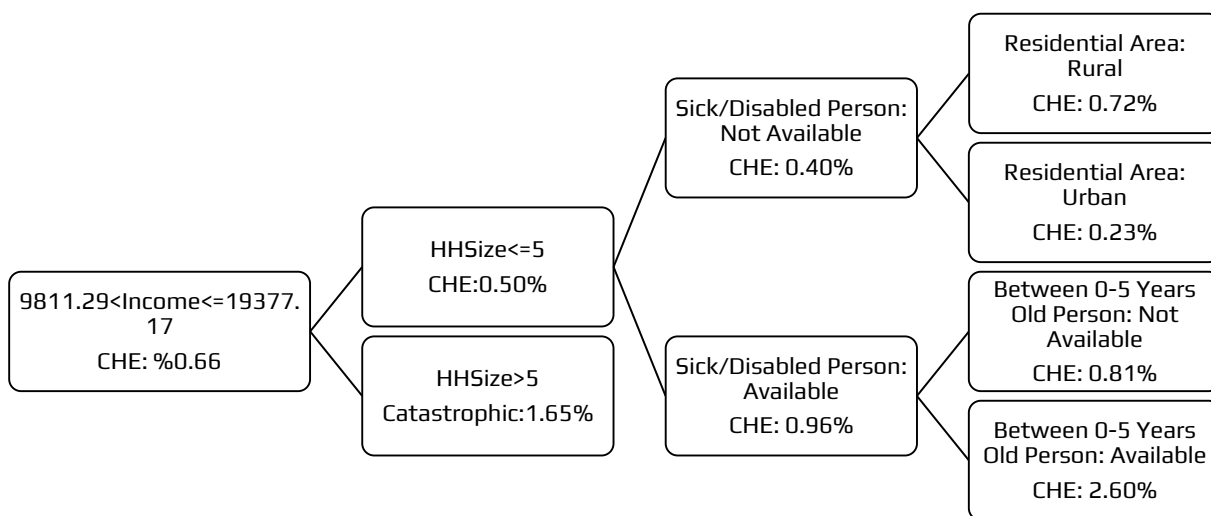 9811.29<Income<=19377.
17
CHE: %0.66
HHSize<=5
CHE:0.50%
HHSize>5
Catastrophic:1.65%
Sick/Disabled Person:
Not Available
CHE: 0.40%
Sick/Disabled Person:
Available
CHE: 0.96%
Residential Area:
Rural
CHE: 0.72%
Residential Area:
Urban
CHE: 0.23%
Between 0-5 Years
Old Person: Not
Available
CHE: 0.81%
Between 0-5 Years
Old Person: Available
CHE: 2.60%